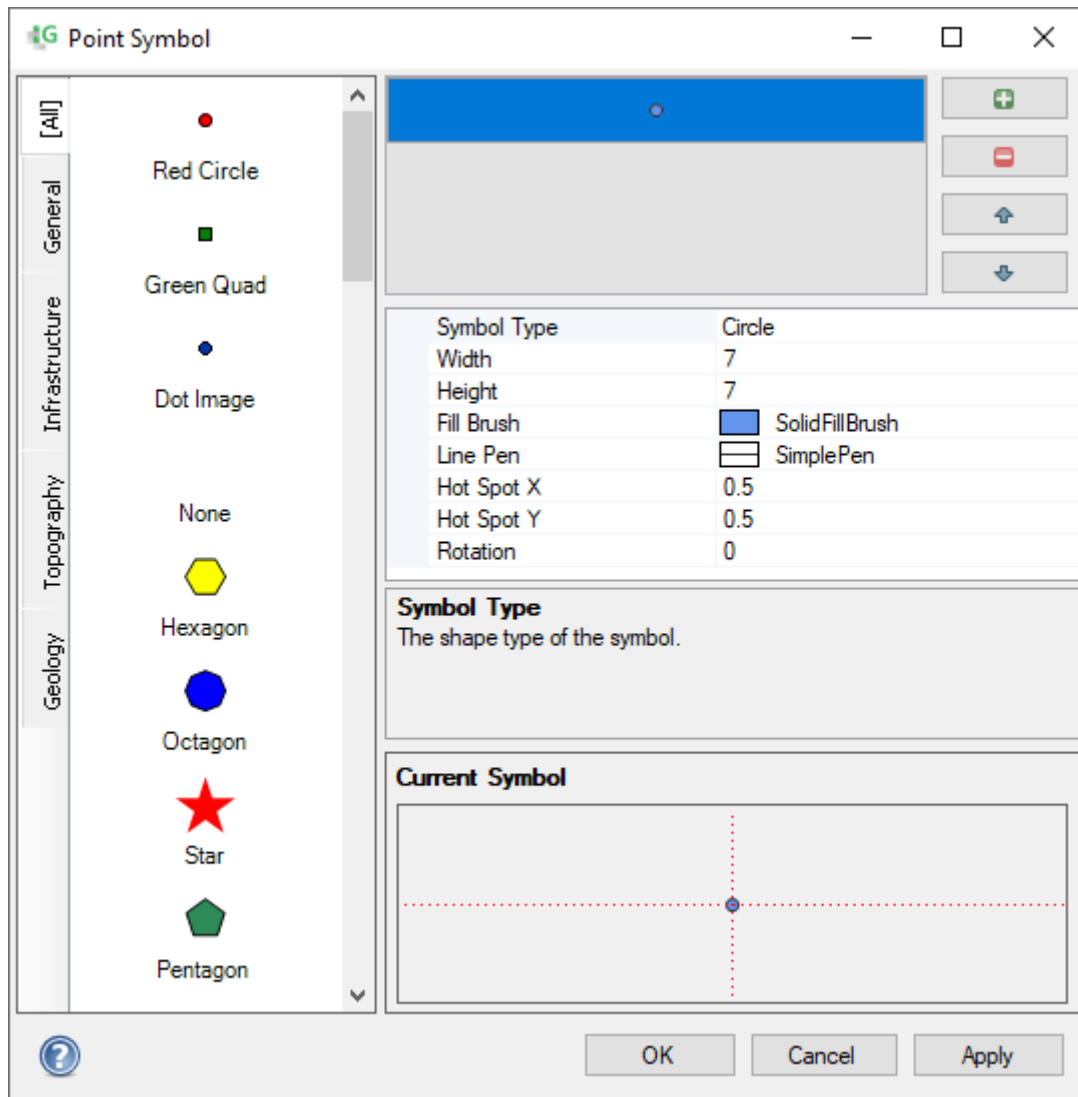 Point Symbol
[All]
General
Infrastructure
Topography
Geology
Red Circle
Green Quad
Dot Image
None
Hexagon
Octagon
Star
Pentagon
Symbol Type Circle
Width 7
Height 7
Fill Brush SolidFillBrush
Line Pen SimplePen
Hot Spot X 0.5
Hot Spot Y 0.5
Rotation 0
Symbol Type
The shape type of the symbol.
Current Symbol
OK Cancel Apply